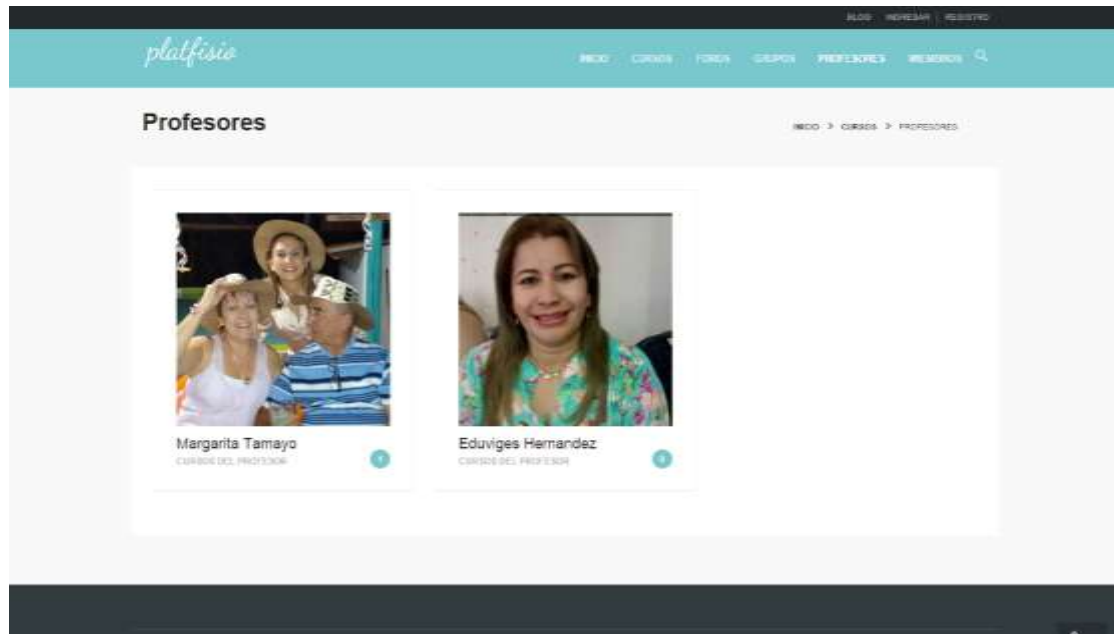 BLOG INGRESAR | REGISTRO
platfisio
INICIO CURSOS FOROS GRUPOS PROFESORES MIEMBROS
Profesores
INICIO > CURSOS > PROFESORES
Margarita Tamayo
CURSOS DEL PROFESOR
Eduviges Hernandez
CURSOS DEL PROFESOR